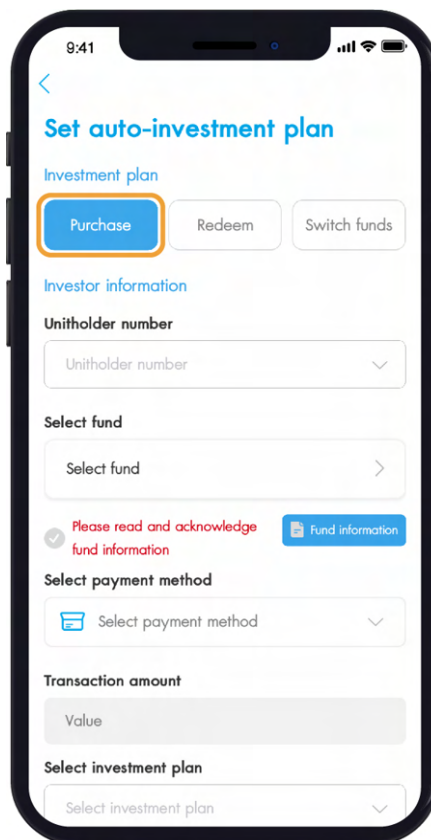 9:41
Set auto-investment plan
Investment plan
Purchase
Redeem
Switch funds
Investor information
Unitholder number
Unitholder number
Select fund
Select fund
Please read and acknowledge
fund information
Fund information
Select payment method
Select payment method
Transaction amount
Value
Select investment plan
Select investment plan